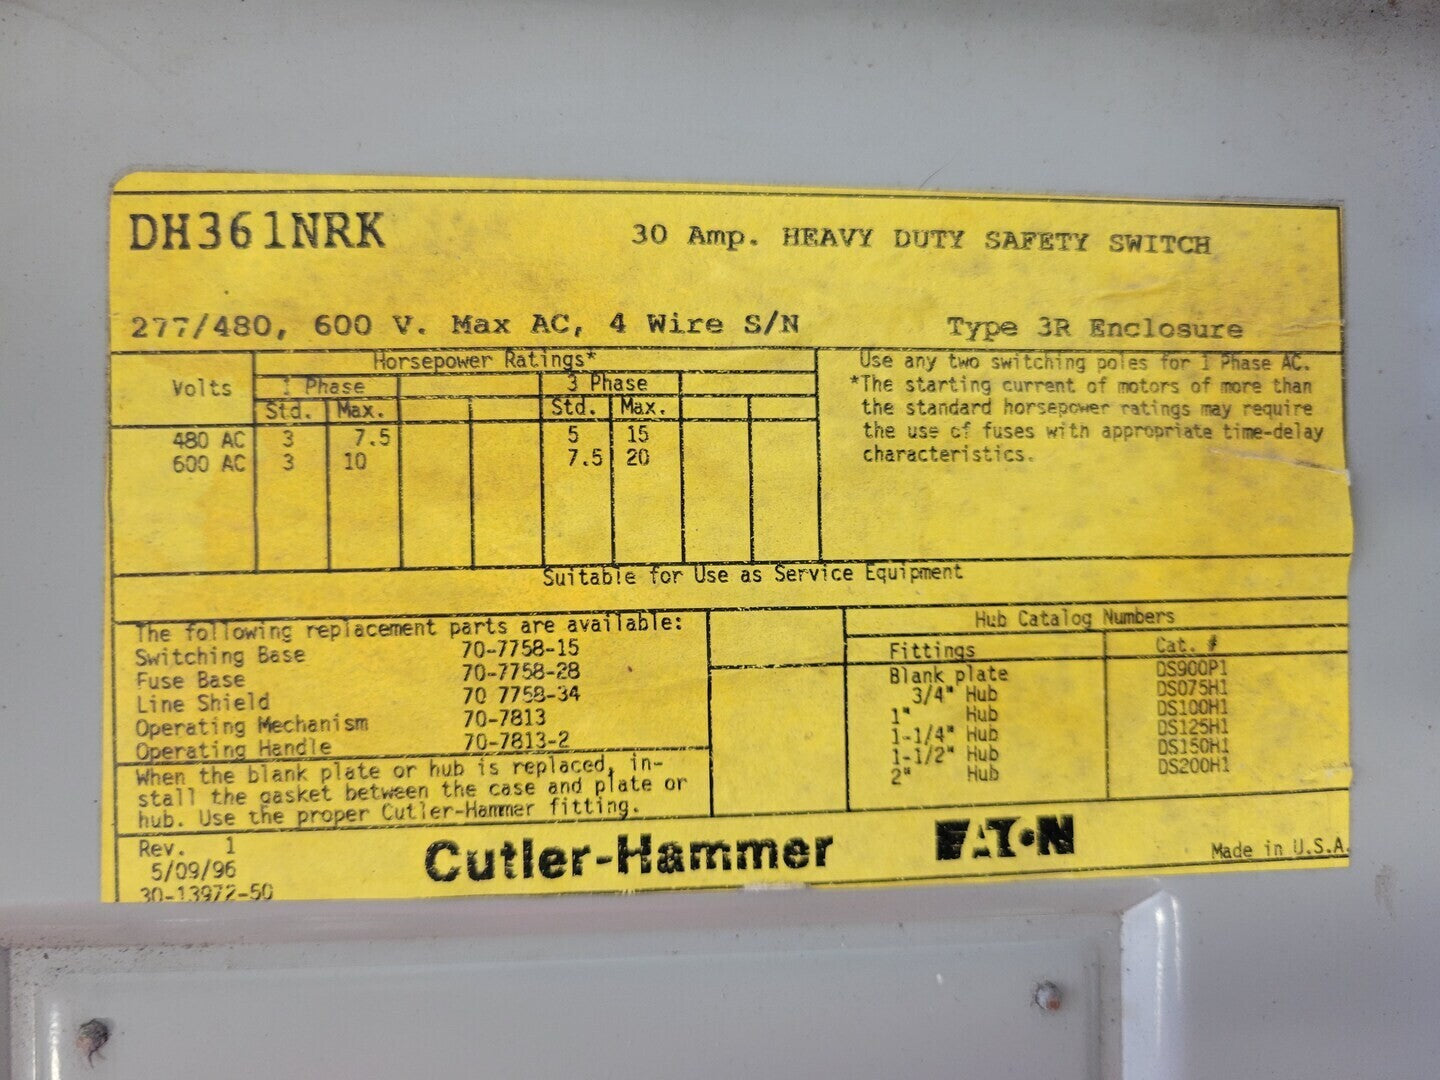 DH361NRK 30 Amp. HEAVY DUTY SAFETY SWITCH
277/480, 600 V. Max AC, 4 Wire S/N Type 3R Enclosure
Horsepower Ratings*
Volts 1 Phase 3 Phase
Std. Max. Std. Max.
480 AC 3 7.5 5 15
600 AC 3 10 7.5 20
Use any two switching poles for 1 Phase AC.
*The starting current of motors of more than
the standard horsepower ratings may require
the use of fuses with appropriate time-delay
characteristics.
Suitable for Use as Service Equipment
The following replacement parts are available:
Switching Base 70-7758-15
Fuse Base 70-7758-28
Line Shield 70 7758-34
Operating Mechanism 70-7813
Operating Handle 70-7813-2
When the blank plate or hub is replaced, in-
stall the gasket between the case and plate or
hub. Use the proper Cutler-Hammer fitting.
Hub Catalog Numbers
Fittings Cat. #
Blank plate DS900P1
3/4" Hub DS075H1
1" Hub DS100H1
1-1/4" Hub DS125H1
1-1/2" Hub DS150H1
2" Hub DS200H1
Rev. 1
5/09/96
30-13972-50
Cutler-Hammer EATON Made in U.S.A.